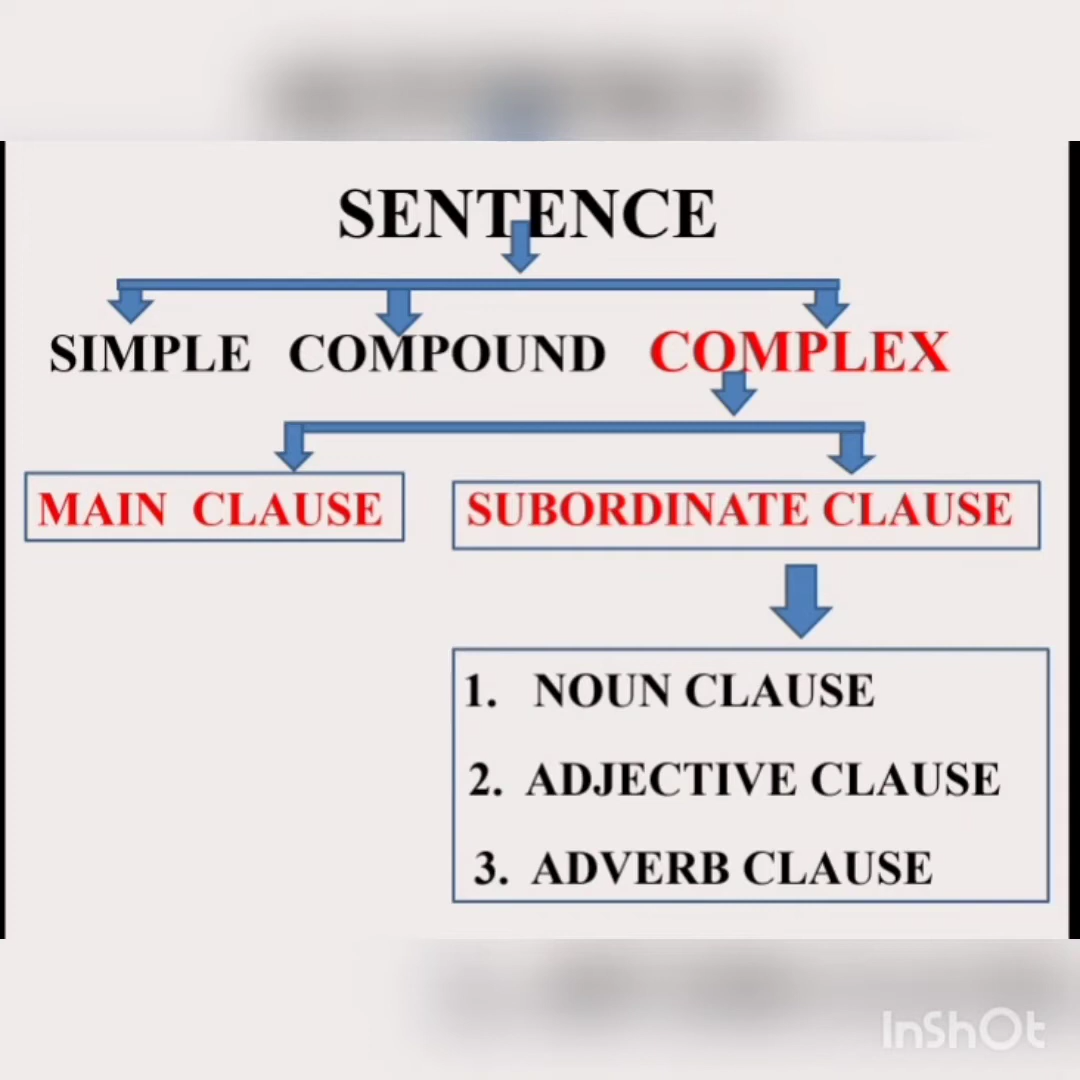 SENTENCE
SIMPLE COMPOUND COMPLEX
MAIN CLAUSE SUBORDINATE CLAUSE
1. NOUN CLAUSE
2. ADJECTIVE CLAUSE
3. ADVERB CLAUSE
InShOt